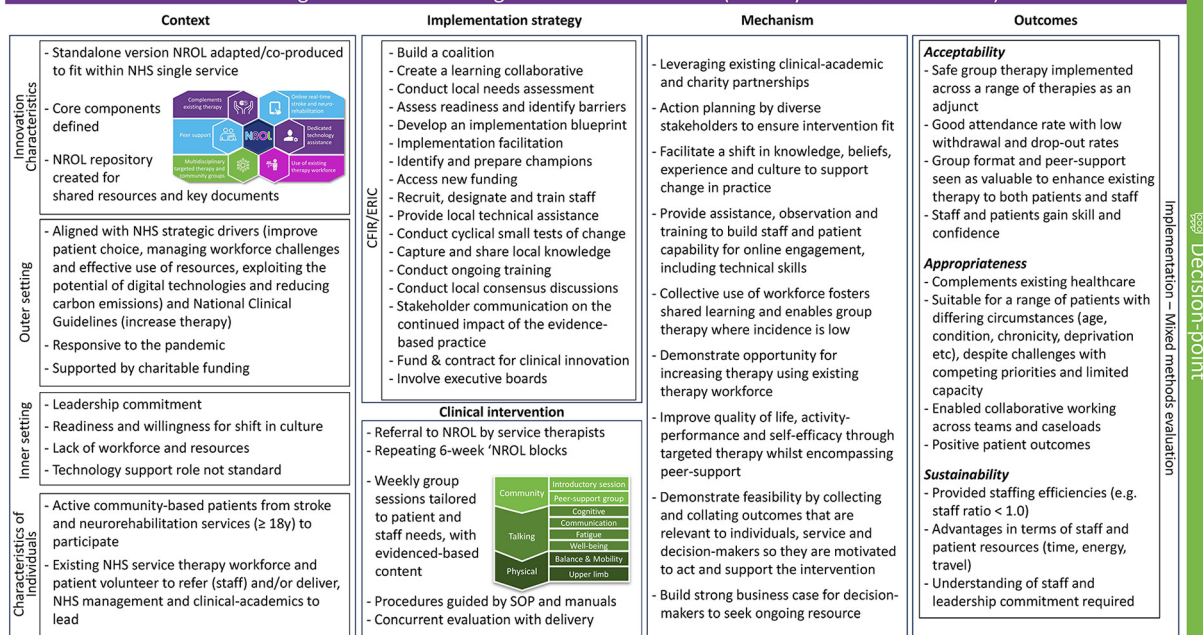 Context
Implementation strategy
Mechanism
Outcomes
Innovation
Characteristics
- Standalone version NROL adapted/co-produced
to fit within NHS single service
- Core components
defined
- NROL repository
created for
shared resources and key documents
Complements
existing therapy
Online real-time
stroke and neuro-
rehabilitation
Peer support
NROL
Dedicated
technology
assistance
Multidisciplinary
targeted therapy and
community groups
Use of existing
therapy workforce
Outer setting
- Aligned with NHS strategic drivers (improve
patient choice, managing workforce challenges
and effective use of resources, exploiting the
potential of digital technologies and reducing
carbon emissions) and National Clinical
Guidelines (increase therapy)
- Responsive to the pandemic
- Supported by charitable funding
Inner setting
- Leadership commitment
- Readiness and willingness for shift in culture
- Lack of workforce and resources
- Technology support role not standard
Characteristics of
Individuals
- Active community-based patients from stroke
and neurorehabilitation services (≥ 18y) to
participate
- Existing NHS service therapy workforce and
patient volunteer to refer (staff) and/or deliver,
NHS management and clinical-academics to
lead
CFIR/ERIC
- Build a coalition
- Create a learning collaborative
- Conduct local needs assessment
- Assess readiness and identify barriers
- Develop an implementation blueprint
- Implementation facilitation
- Identify and prepare champions
- Access new funding
- Recruit, designate and train staff
- Provide local technical assistance
- Conduct cyclical small tests of change
- Capture and share local knowledge
- Conduct ongoing training
- Conduct local consensus discussions
- Stakeholder communication on the
continued impact of the evidence-
based practice
- Fund & contract for clinical innovation
- Involve executive boards
Clinical intervention
- Referral to NROL by service therapists
- Repeating 6-week ‘NROL blocks
- Weekly group
sessions tailored
to patient and
staff needs, with
evidenced-based
content
Community
Introductory session
Peer-support group
Talking
Cognitive
Communication
Fatigue
Well-being
Physical
Balance & Mobility
Upper limb
- Procedures guided by SOP and manuals
- Concurrent evaluation with delivery
- Leveraging existing clinical-academic
and charity partnerships
- Action planning by diverse
stakeholders to ensure intervention fit
- Facilitate a shift in knowledge, beliefs,
experience and culture to support
change in practice
- Provide assistance, observation and
training to build staff and patient
capability for online engagement,
including technical skills
- Collective use of workforce fosters
shared learning and enables group
therapy where incidence is low
- Demonstrate opportunity for
increasing therapy using existing
therapy workforce
- Improve quality of life, activity-
performance and self-efficacy through
targeted therapy whilst encompassing
peer-support
- Demonstrate feasibility by collecting
and collating outcomes that are
relevant to individuals, service and
decision-makers so they are motivated
to act and support the intervention
- Build strong business case for decision-
makers to seek ongoing resource
Acceptability
- Safe group therapy implemented
across a range of therapies as an
adjunct
- Good attendance rate with low
withdrawal and drop-out rates
- Group format and peer-support
seen as valuable to enhance existing
therapy to both patients and staff
- Staff and patients gain skill and
confidence
Appropriateness
- Complements existing healthcare
- Suitable for a range of patients with
differing circumstances (age,
condition, chronicity, deprivation
etc), despite challenges with
competing priorities and limited
capacity
- Enabled collaborative working
across teams and caseloads
- Positive patient outcomes
Sustainability
- Provided staffing efficiencies (e.g.
staff ratio < 1.0)
- Advantages in terms of staff and
patient resources (time, energy,
travel)
- Understanding of staff and
leadership commitment required
Implementation – Mixed methods evaluation
Decision-point